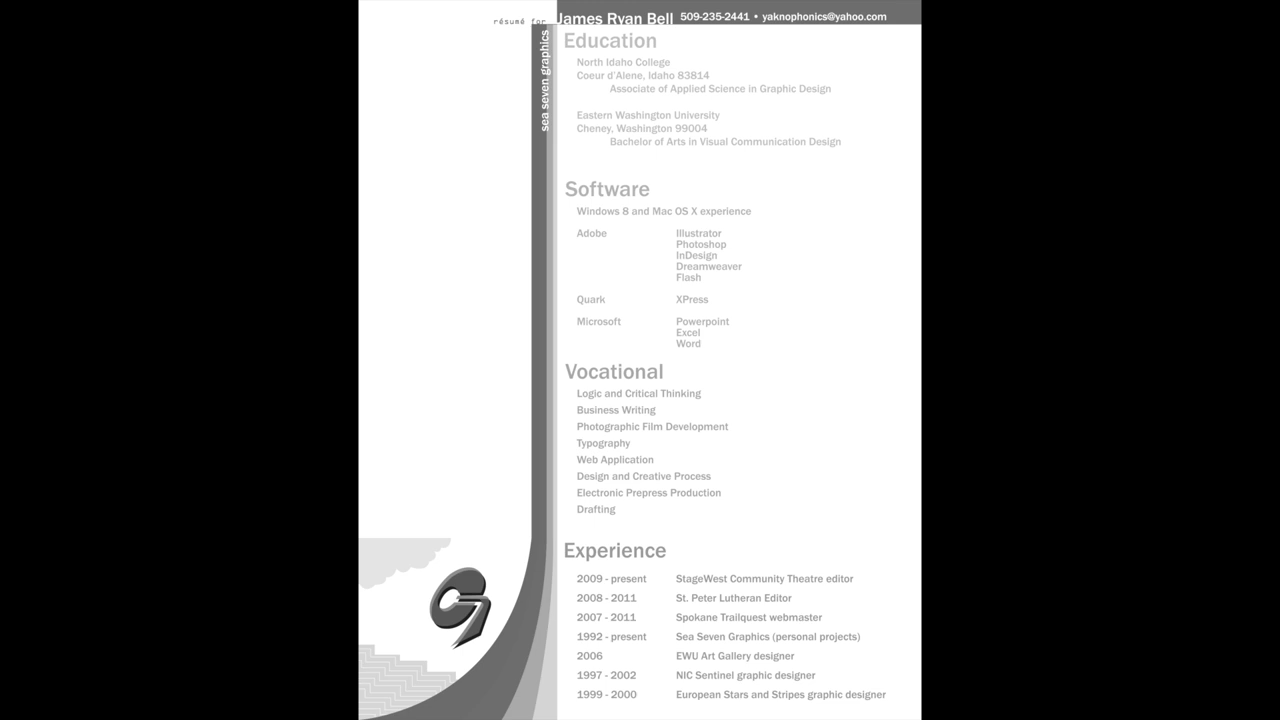 résumé for James Ryan Bell 509-235-2441 • yaknophonics@yahoo.com
sea seven graphics
Education
North Idaho College
Coeur d'Alene, Idaho 83814
Associate of Applied Science in Graphic Design
Eastern Washington University
Cheney, Washington 99004
Bachelor of Arts in Visual Communication Design
Software
Windows 8 and Mac OS X experience
Adobe Illustrator
Photoshop
InDesign
Dreamweaver
Flash
Quark XPress
Microsoft Powerpoint
Excel
Word
Vocational
Logic and Critical Thinking
Business Writing
Photographic Film Development
Typography
Web Application
Design and Creative Process
Electronic Prepress Production
Drafting
Experience
2009 - present StageWest Community Theatre editor
2008 - 2011 St. Peter Lutheran Editor
2007 - 2011 Spokane Trailquest webmaster
1992 - present Sea Seven Graphics (personal projects)
2006 EWU Art Gallery designer
1997 - 2002 NIC Sentinel graphic designer
1999 - 2000 European Stars and Stripes graphic designer